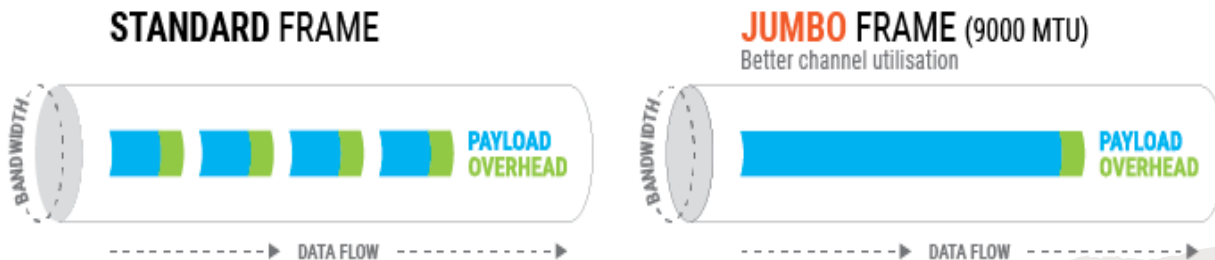 STANDARD FRAME
BANDWIDTH
PAYLOAD
OVERHEAD
DATA FLOW
JUMBO FRAME (9000 MTU)
Better channel utilisation
BANDWIDTH
PAYLOAD
OVERHEAD
DATA FLOW